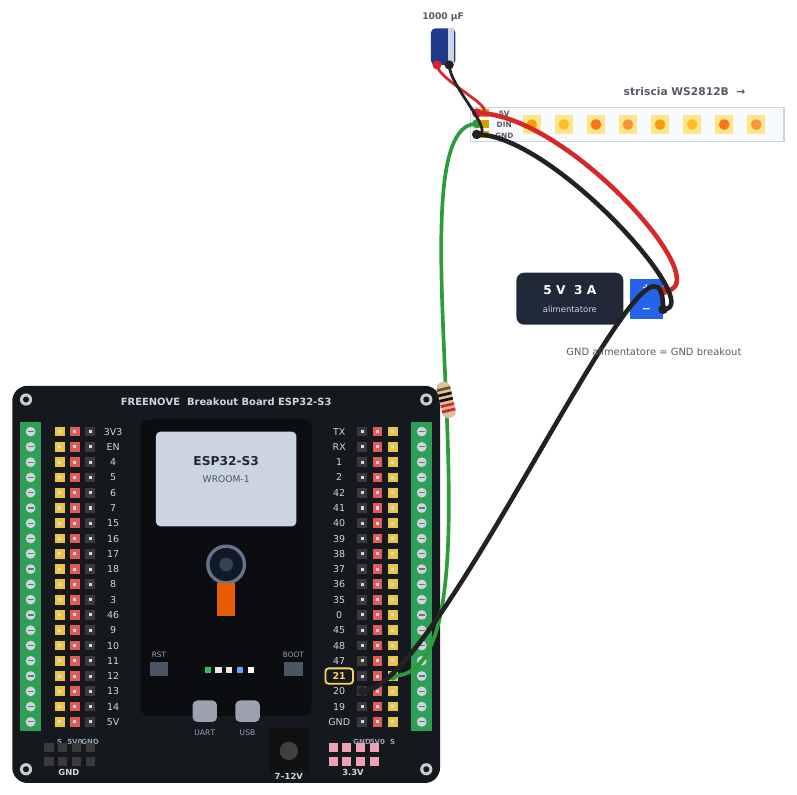 1000 µF
striscia WS2812B →
5V
DIN
GND
5 V 3 A
alimentatore
+
−
GND alimentatore = GND breakout
FREENOVE Breakout Board ESP32-S3
ESP32-S3
WROOM-1
3V3
EN
4
5
6
7
15
16
17
18
8
3
46
9
10
11
12
13
14
5V
TX
RX
1
2
42
41
40
39
38
37
36
35
0
45
48
47
21
20
19
GND
RST
BOOT
UART
USB
S 5V0 GND
GND
7-12V
GND 5V0 S
3.3V